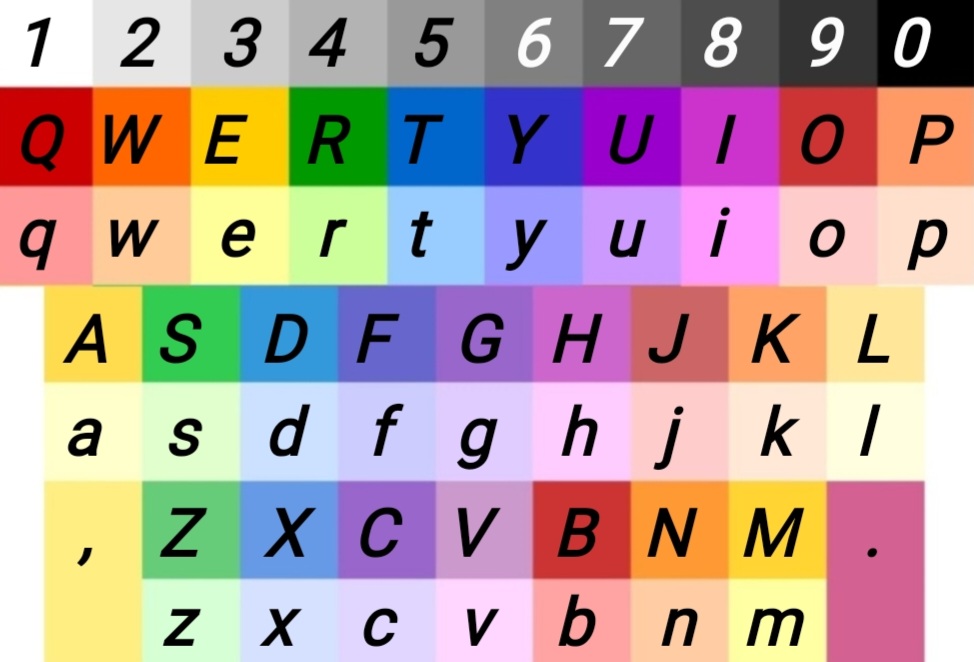 1 2 3 4 5 6 7 8 9 0
Q W E R T Y U I O P
q w e r t y u i o p
A S D F G H J K L
a s d f g h j k l
, Z X C V B N M .
z x c v b n m